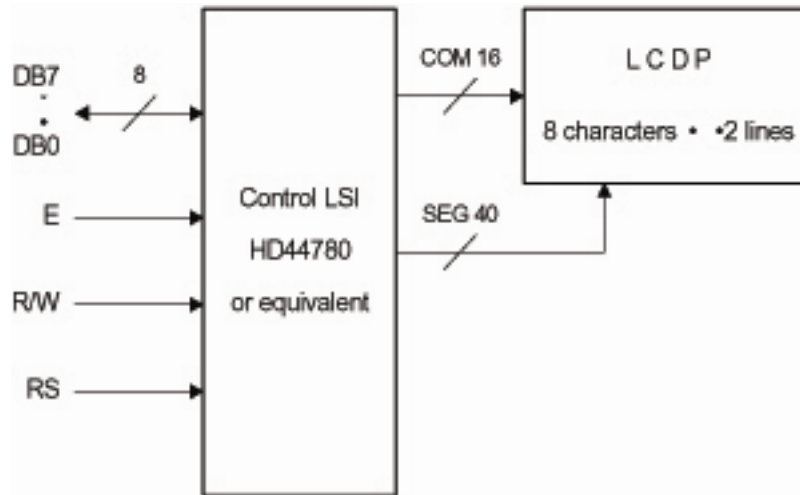 DB7
DB0
8
E
R/W
RS
Control LSI
HD44780
or equivalent
COM 16
SEG 40
L C D P
8 characters • •2 lines